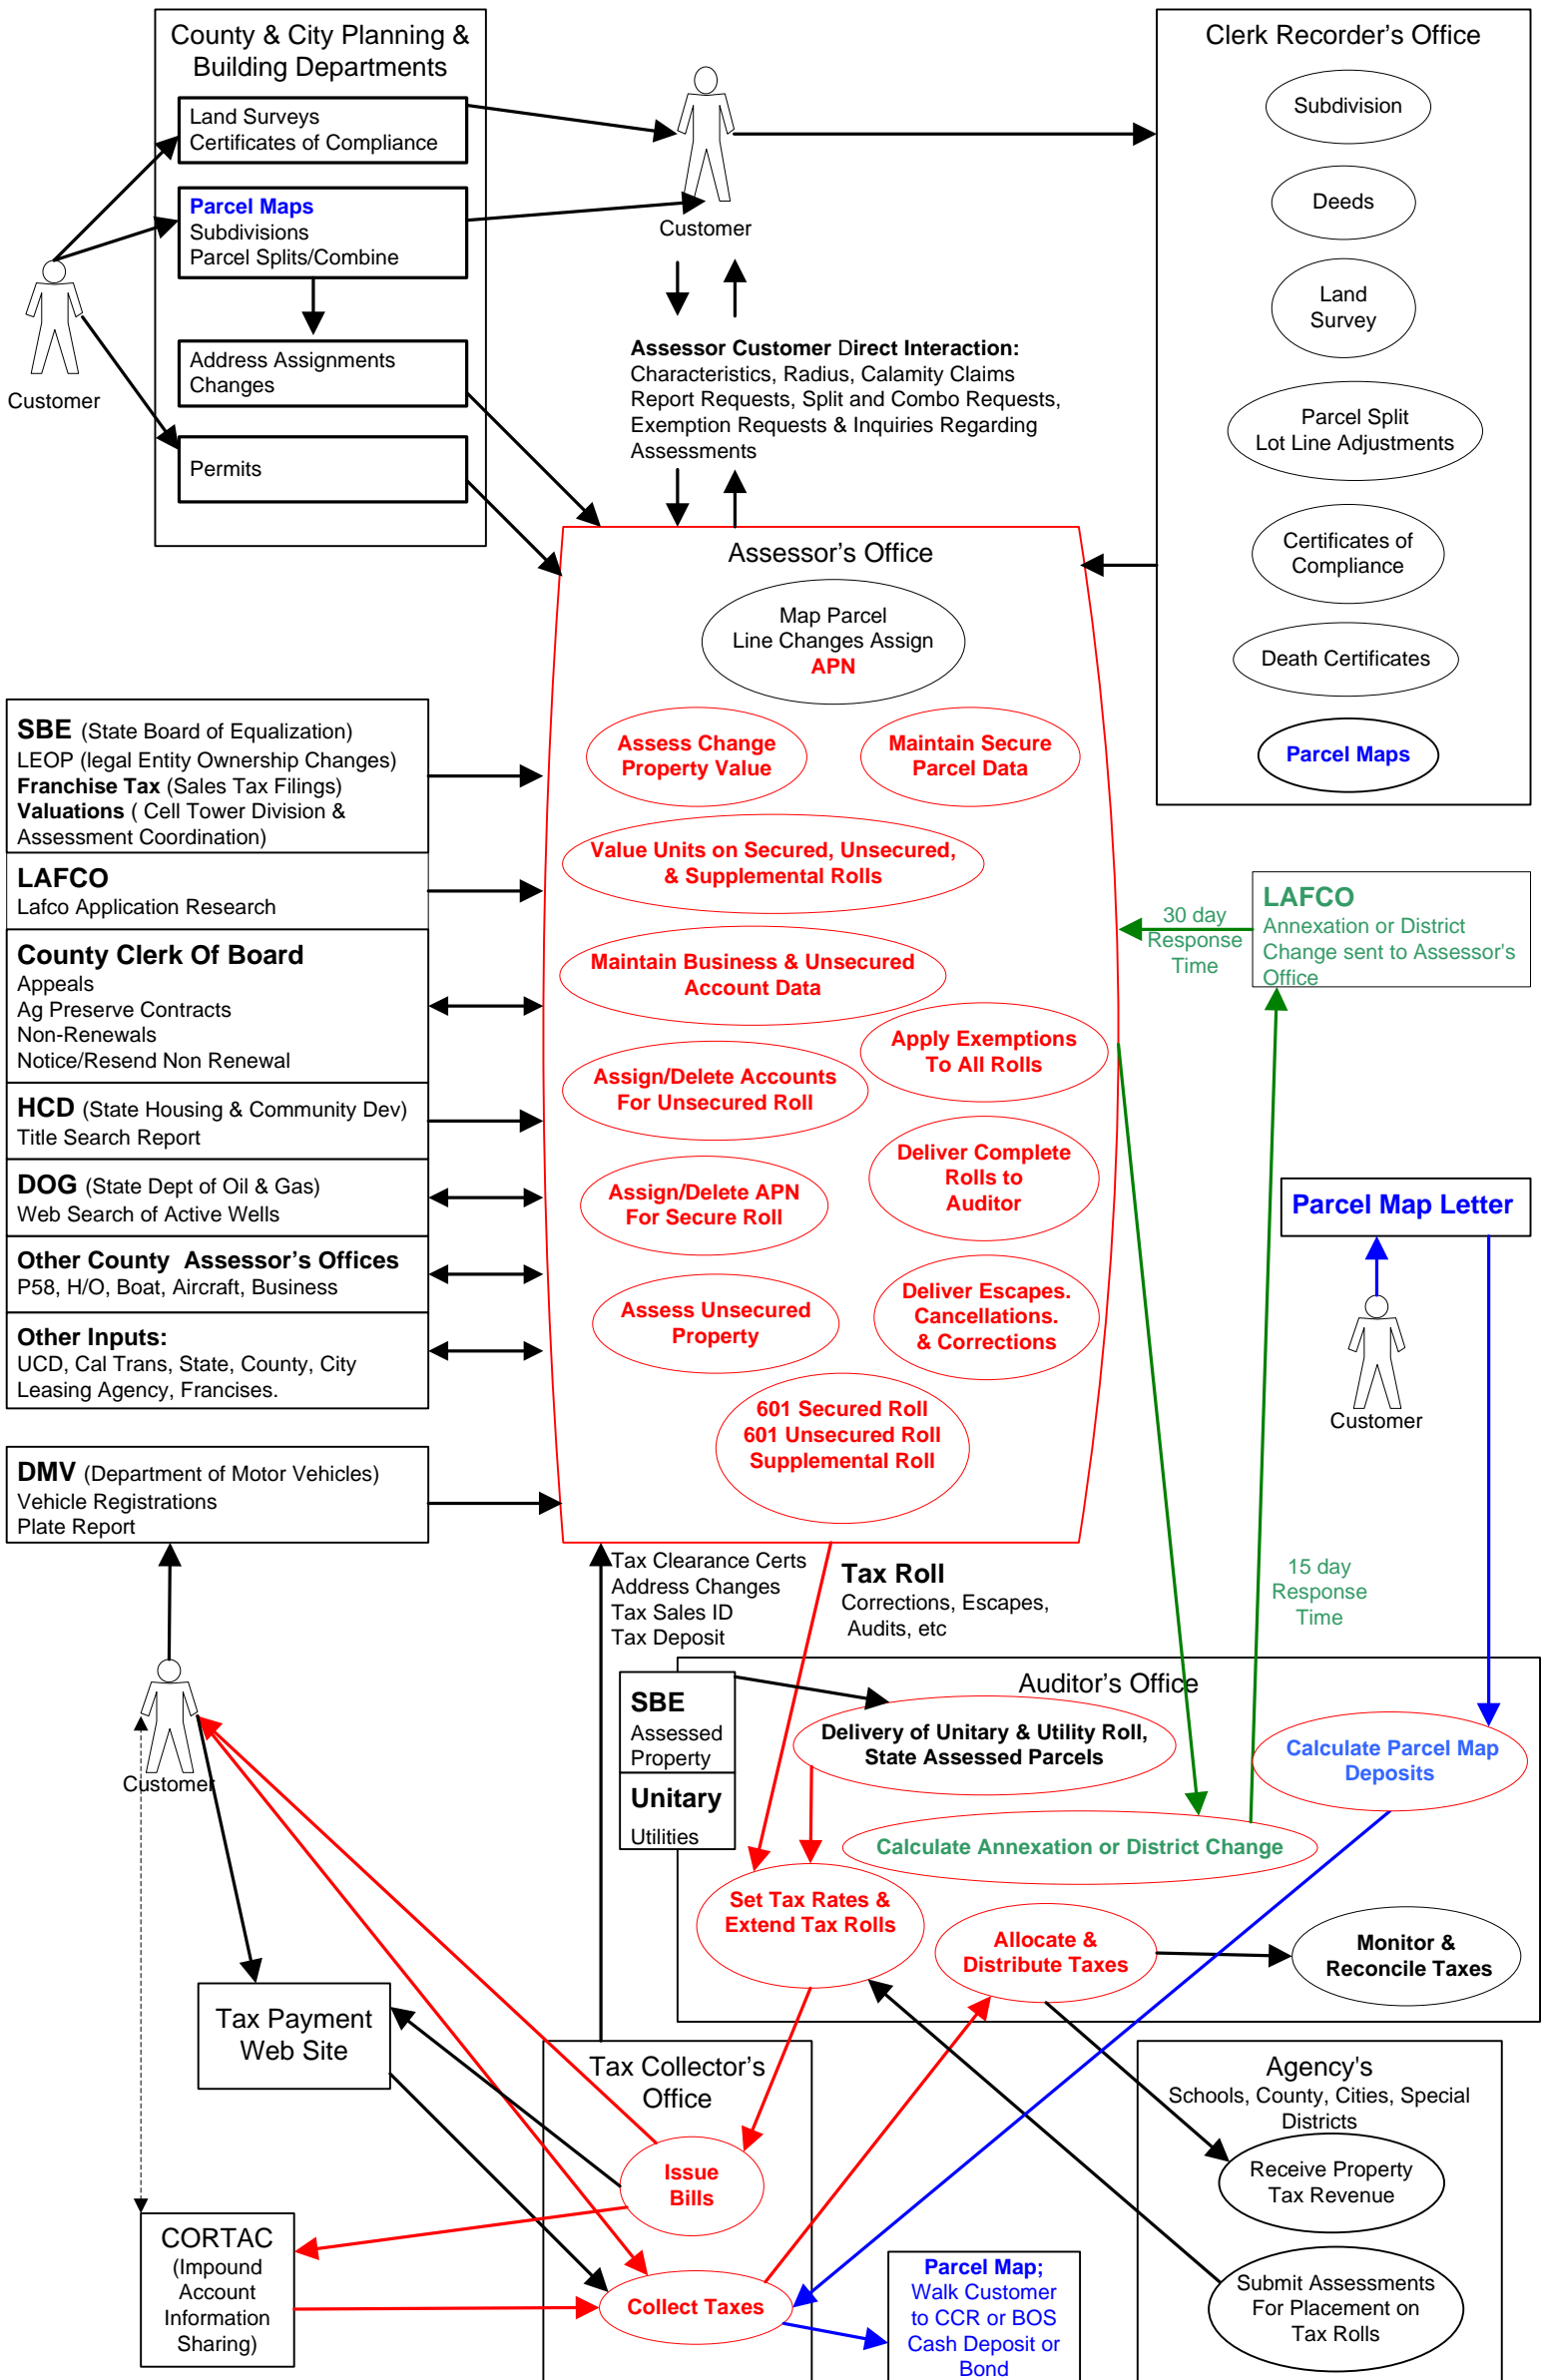 County & City Planning &
Building Departments
Land Surveys
Certificates of Compliance
Parcel Maps
Subdivisions
Parcel Splits/Combine
Address Assignments
Changes
Permits
Customer
Customer
Clerk Recorder's Office
Subdivision
Deeds
Land
Survey
Parcel Split
Lot Line Adjustments
Certificates of
Compliance
Death Certificates
Parcel Maps
Assessor Customer Direct Interaction:
Characteristics, Radius, Calamity Claims
Report Requests, Split and Combo Requests,
Exemption Requests & Inquiries Regarding
Assessments
Assessor's Office
Map Parcel
Line Changes Assign
APN
Assess Change
Property Value
Maintain Secure
Parcel Data
Value Units on Secured, Unsecured,
& Supplemental Rolls
Maintain Business & Unsecured
Account Data
Apply Exemptions
To All Rolls
Assign/Delete Accounts
For Unsecured Roll
Deliver Complete
Rolls to
Auditor
Assign/Delete APN
For Secure Roll
Deliver Escapes.
Cancellations.
& Corrections
Assess Unsecured
Property
601 Secured Roll
601 Unsecured Roll
Supplemental Roll
SBE (State Board of Equalization)
LEOP (legal Entity Ownership Changes)
Franchise Tax (Sales Tax Filings)
Valuations ( Cell Tower Division &
Assessment Coordination)
LAFCO
Lafco Application Research
County Clerk Of Board
Appeals
Ag Preserve Contracts
Non-Renewals
Notice/Resend Non Renewal
HCD (State Housing & Community Dev)
Title Search Report
DOG (State Dept of Oil & Gas)
Web Search of Active Wells
Other County Assessor's Offices
P58, H/O, Boat, Aircraft, Business
Other Inputs:
UCD, Cal Trans, State, County, City
Leasing Agency, Francises.
DMV (Department of Motor Vehicles)
Vehicle Registrations
Plate Report
30 day
Response
Time
LAFCO
Annexation or District
Change sent to Assessor's
Office
Parcel Map Letter
Customer
15 day
Response
Time
Tax Clearance Certs
Address Changes
Tax Sales ID
Tax Deposit
Tax Roll
Corrections, Escapes,
Audits, etc
Customer
SBE
Assessed
Property
Unitary
Utilities
Auditor's Office
Delivery of Unitary & Utility Roll,
State Assessed Parcels
Calculate Parcel Map
Deposits
Calculate Annexation or District Change
Set Tax Rates &
Extend Tax Rolls
Allocate &
Distribute Taxes
Monitor &
Reconcile Taxes
Tax Payment
Web Site
Tax Collector's
Office
Issue
Bills
Collect Taxes
CORTAC
(Impound
Account
Information
Sharing)
Parcel Map;
Walk Customer
to CCR or BOS
Cash Deposit or
Bond
Agency's
Schools, County, Cities, Special
Districts
Receive Property
Tax Revenue
Submit Assessments
For Placement on
Tax Rolls